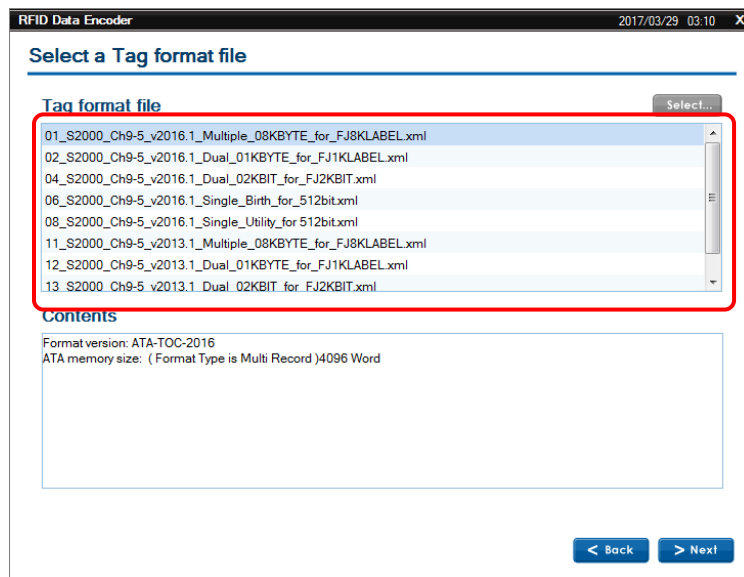 RFID Data Encoder 2017/03/29 03:10 X
Select a Tag format file
Tag format file Select...
01_S2000_Ch9-5_v2016.1_Multiple_08KBYTE_for_FJ8KLABEL.xml
02_S2000_Ch9-5_v2016.1_Dual_01KBYTE_for_FJ1KLABEL.xml
04_S2000_Ch9-5_v2016.1_Dual_02KBIT_for_FJ2KBIT.xml
06_S2000_Ch9-5_v2016.1_Single_Birth_for_512bit.xml
08_S2000_Ch9-5_v2016.1_Single_Utility_for 512bit.xml
11_S2000_Ch9-5_v2013.1_Multiple_08KBYTE_for_FJ8KLABEL.xml
12_S2000_Ch9-5_v2013.1_Dual_01KBYTE_for_FJ1KLABEL.xml
13_S2000_Ch9-5_v2013.1_Dual_02KBIT_for_FJ2KBIT.xml
Contents
Format version: ATA-TOC-2016
ATA memory size: ( Format Type is Multi Record )4096 Word
< Back > Next